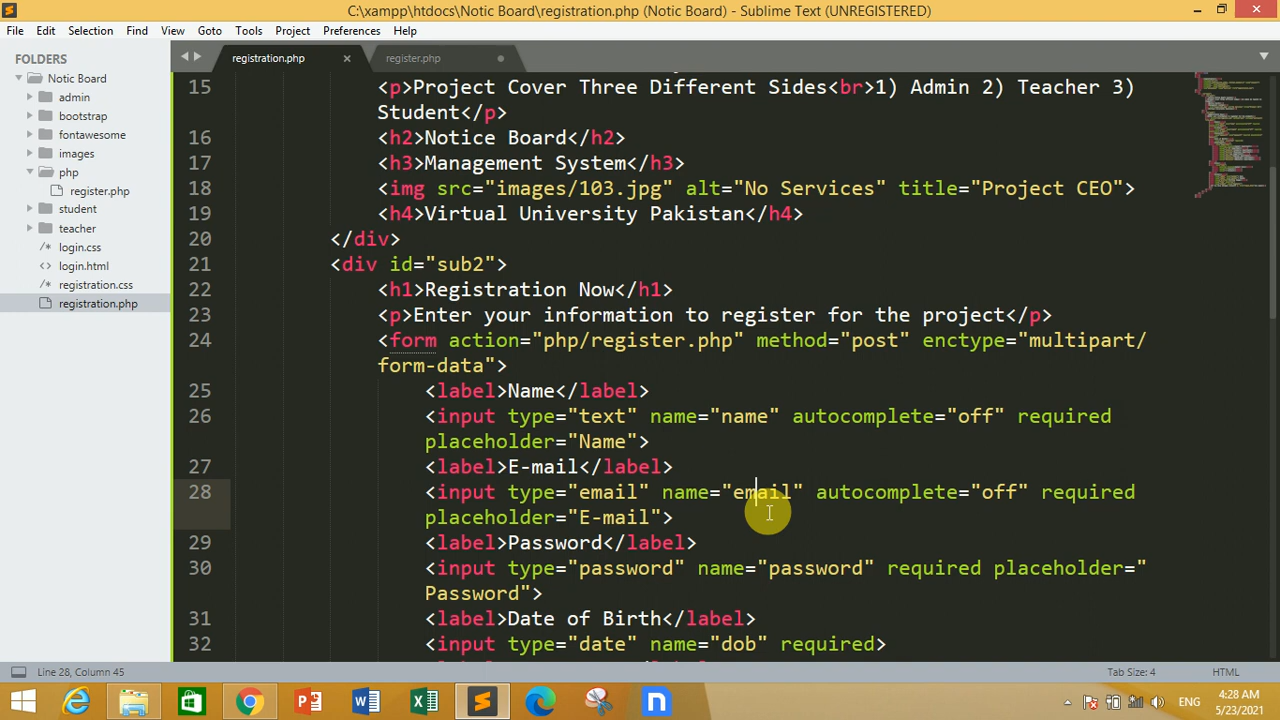 C:\xampp\htdocs\Notic Board\registration.php (Notic Board) - Sublime Text (UNREGISTERED)
File Edit Selection Find View Goto Tools Project Preferences Help
FOLDERS
Notic Board
admin
bootstrap
fontawesome
images
php
register.php
student
teacher
/* login.css
<> login.html
/* registration.css
registration.php
registration.php × register.php
15 <p>Project Cover Three Different Sides<br>1) Admin 2) Teacher 3)
Student</p>
16 <h2>Notice Board</h2>
17 <h3>Management System</h3>
18 <img src="images/103.jpg" alt="No Services" title="Project CEO">
19 <h4>Virtual University Pakistan</h4>
20 </div>
21 <div id="sub2">
22 <h1>Registration Now</h1>
23 <p>Enter your information to register for the project</p>
24 <form action="php/register.php" method="post" enctype="multipart/
form-data">
25 <label>Name</label>
26 <input type="text" name="name" autocomplete="off" required
placeholder="Name">
27 <label>E-mail</label>
28 <input type="email" name="email" autocomplete="off" required
placeholder="E-mail">
29 <label>Password</label>
30 <input type="password" name="password" required placeholder="
Password">
31 <label>Date of Birth</label>
32 <input type="date" name="dob" required>
Line 28, Column 45
Tab Size: 4 HTML
ENG
4:28 AM
5/23/2021